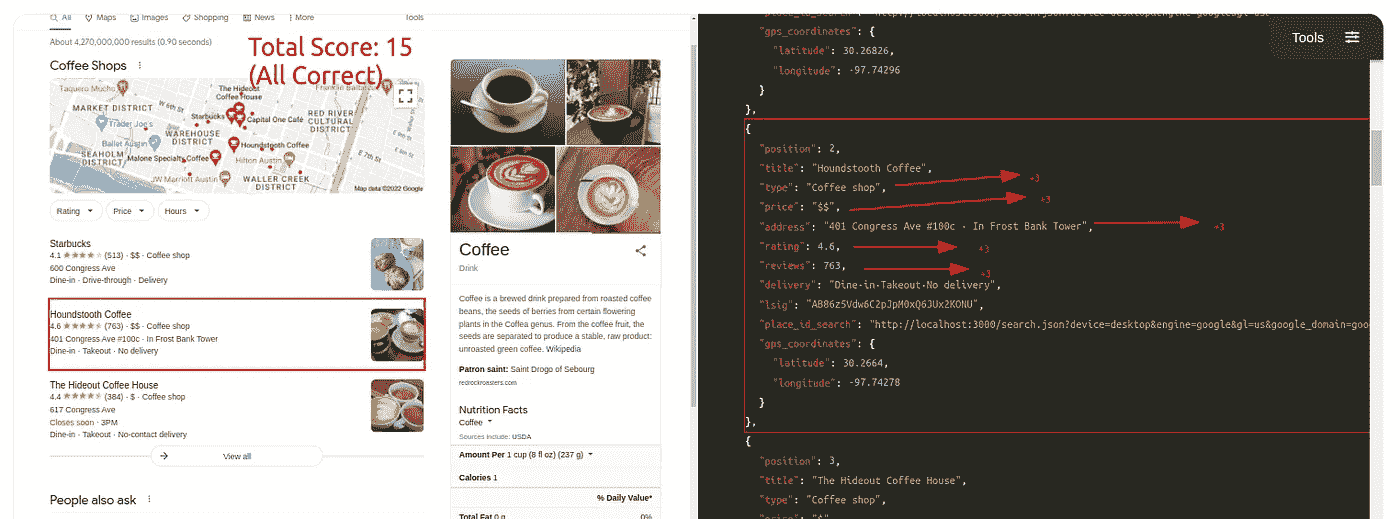 All
Maps
Images
Shopping
News
More
Tools
About 4,270,000,000 results (0.90 seconds)
Total Score: 15
(All Correct)
Coffee Shops
Taquero Mucho
The Hideout
Coffee House
MARKET DISTRICT
W 6th St
Starbucks
Capital One Café
RED RIVER
CULTURAL
DISTRICT
Trader Joe's
WAREHOUSE
DISTRICT
Ballet Austin
Houndstooth Coffee
E 7th St
SEAHOLM
DISTRICT
Malone Specialty Coffee
Hilton Austin
JW Marriott Austin
WALLER CREEK
DISTRICT
Map data ©2022 Google
Rating
Price
Hours
Starbucks
4.1 (513) · $$ · Coffee shop
600 Congress Ave
Dine-in · Drive-through · Delivery
Houndstooth Coffee
4.6 (763) · $$ · Coffee shop
401 Congress Ave #100c · In Frost Bank Tower
Dine-in · Takeout · No delivery
The Hideout Coffee House
4.4 (384) · $ · Coffee shop
617 Congress Ave
Closes soon · 3PM
Dine-in · Takeout · No-contact delivery
View all
People also ask
Coffee
Drink
Coffee is a brewed drink prepared from roasted coffee
beans, the seeds of berries from certain flowering
plants in the Coffea genus. From the coffee fruit, the
seeds are separated to produce a stable, raw product:
unroasted green coffee. Wikipedia
Patron saint: Saint Drogo of Sebourg
redrockroasters.com
Nutrition Facts
Coffee
Sources include: USDA
Amount Per 1 cup (8 fl oz) (237 g)
Calories 1
% Daily Value*
Total Fat 0 g 0%
Tools
"gps_coordinates": {
"latitude": 30.26826,
"longitude": -97.74296
}
},
{
"position": 2,
"title": "Houndstooth Coffee",
"type": "Coffee shop", +3
"price": "$$", +3
"address": "401 Congress Ave #100c · In Frost Bank Tower", +3
"rating": 4.6, +3
"reviews": 763, +3
"delivery": "Dine-in·Takeout·No delivery",
"lsig": "AB86z5Vdw6C2pJpM0xQ6JUx2KONU",
"place_id_search": "http://localhost:3000/search.json?device=desktop&engine=google&gl=us&google_domain=goo
"gps_coordinates": {
"latitude": 30.2664,
"longitude": -97.74278
}
},
{
"position": 3,
"title": "The Hideout Coffee House",
"type": "Coffee shop",
"price": "$"